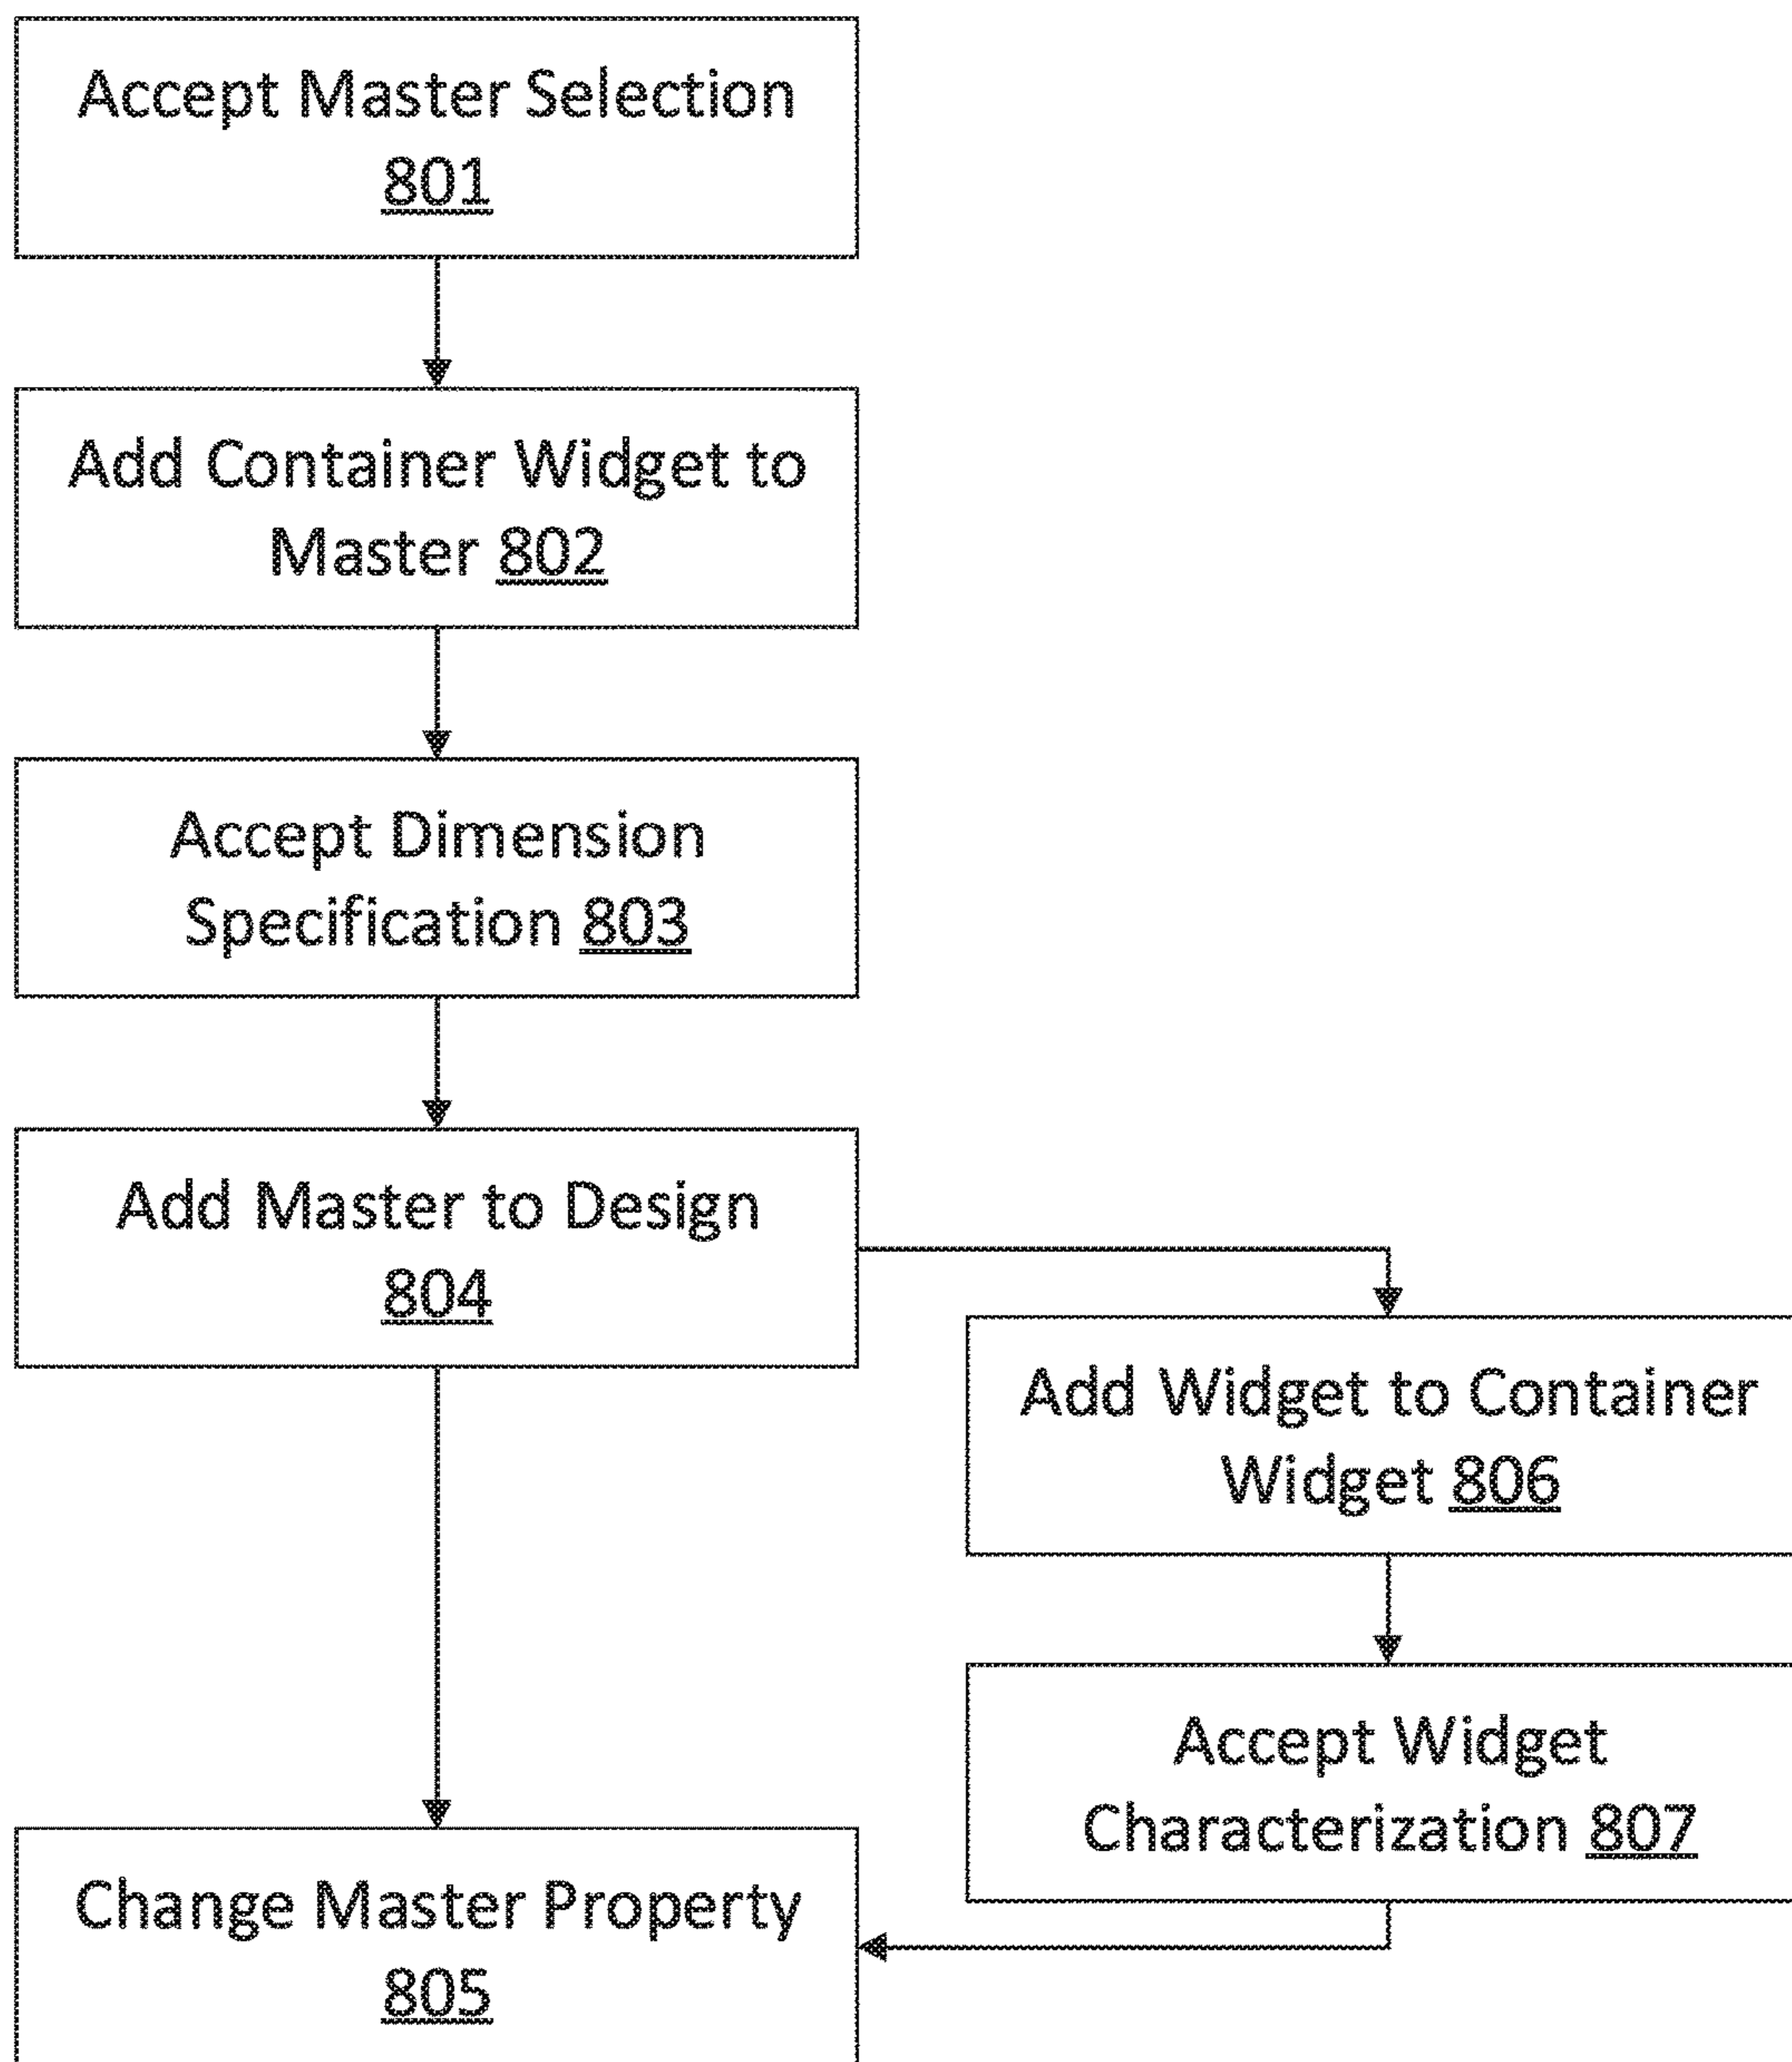 Accept Master Selection
801
Add Container Widget to
Master 802
Accept Dimension
Specification 803
Add Master to Design
804
Add Widget to Container
Widget 806
Accept Widget
Characterization 807
Change Master Property
805